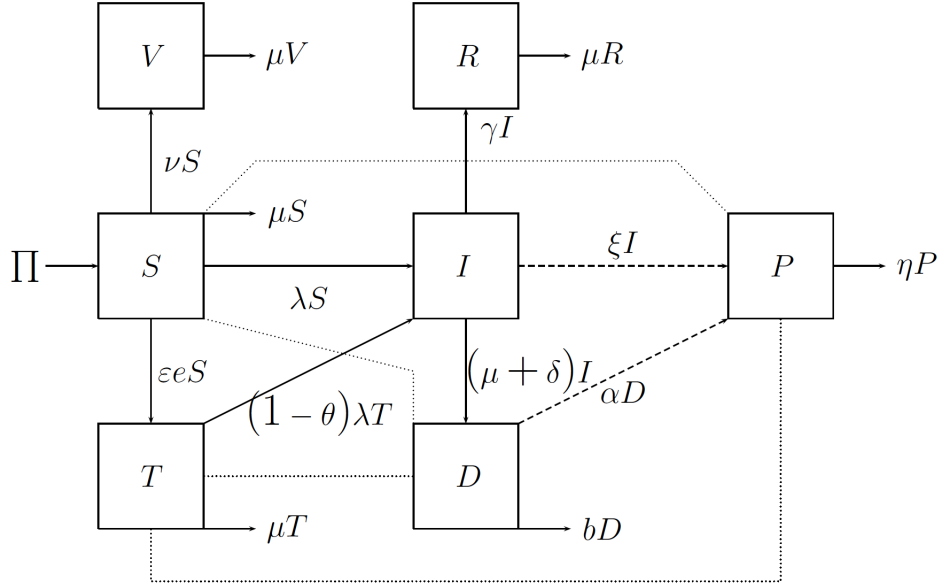 V μV R μR
νS γI
μS
∏ S λS I ξI P ηP
εeS (μ + δ)I αD
(1 − θ)λT
T D
μT bD